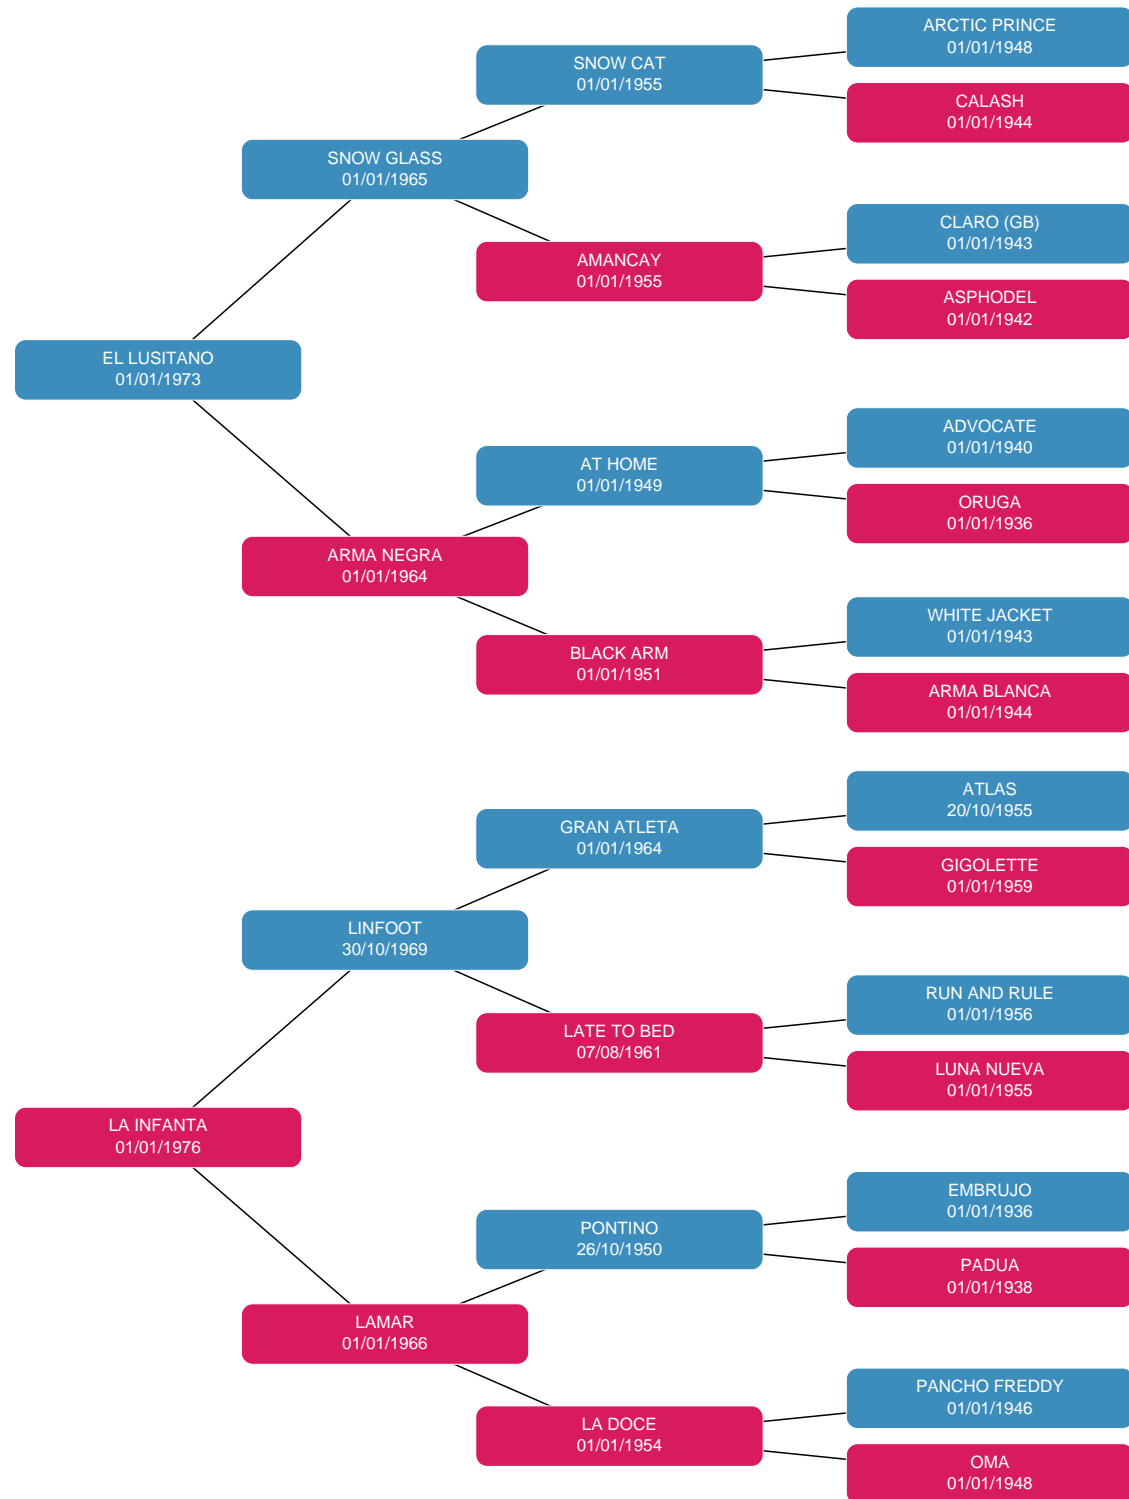 ARCTIC PRINCE
01/01/1948
SNOW CAT
01/01/1955
CALASH
01/01/1944
SNOW GLASS
01/01/1965
CLARO (GB)
01/01/1943
AMANCAY
01/01/1955
ASPHODEL
01/01/1942
EL LUSITANO
01/01/1973
ADVOCATE
01/01/1940
AT HOME
01/01/1949
ORUGA
01/01/1936
ARMA NEGRA
01/01/1964
WHITE JACKET
01/01/1943
BLACK ARM
01/01/1951
ARMA BLANCA
01/01/1944
ATLAS
20/10/1955
GRAN ATLETA
01/01/1964
GIGOLETTE
01/01/1959
LINFOOT
30/10/1969
RUN AND RULE
01/01/1956
LATE TO BED
07/08/1961
LUNA NUEVA
01/01/1955
LA INFANTA
01/01/1976
EMBRUJO
01/01/1936
PONTINO
26/10/1950
PADUA
01/01/1938
LAMAR
01/01/1966
PANCHO FREDDY
01/01/1946
LA DOCE
01/01/1954
OMA
01/01/1948